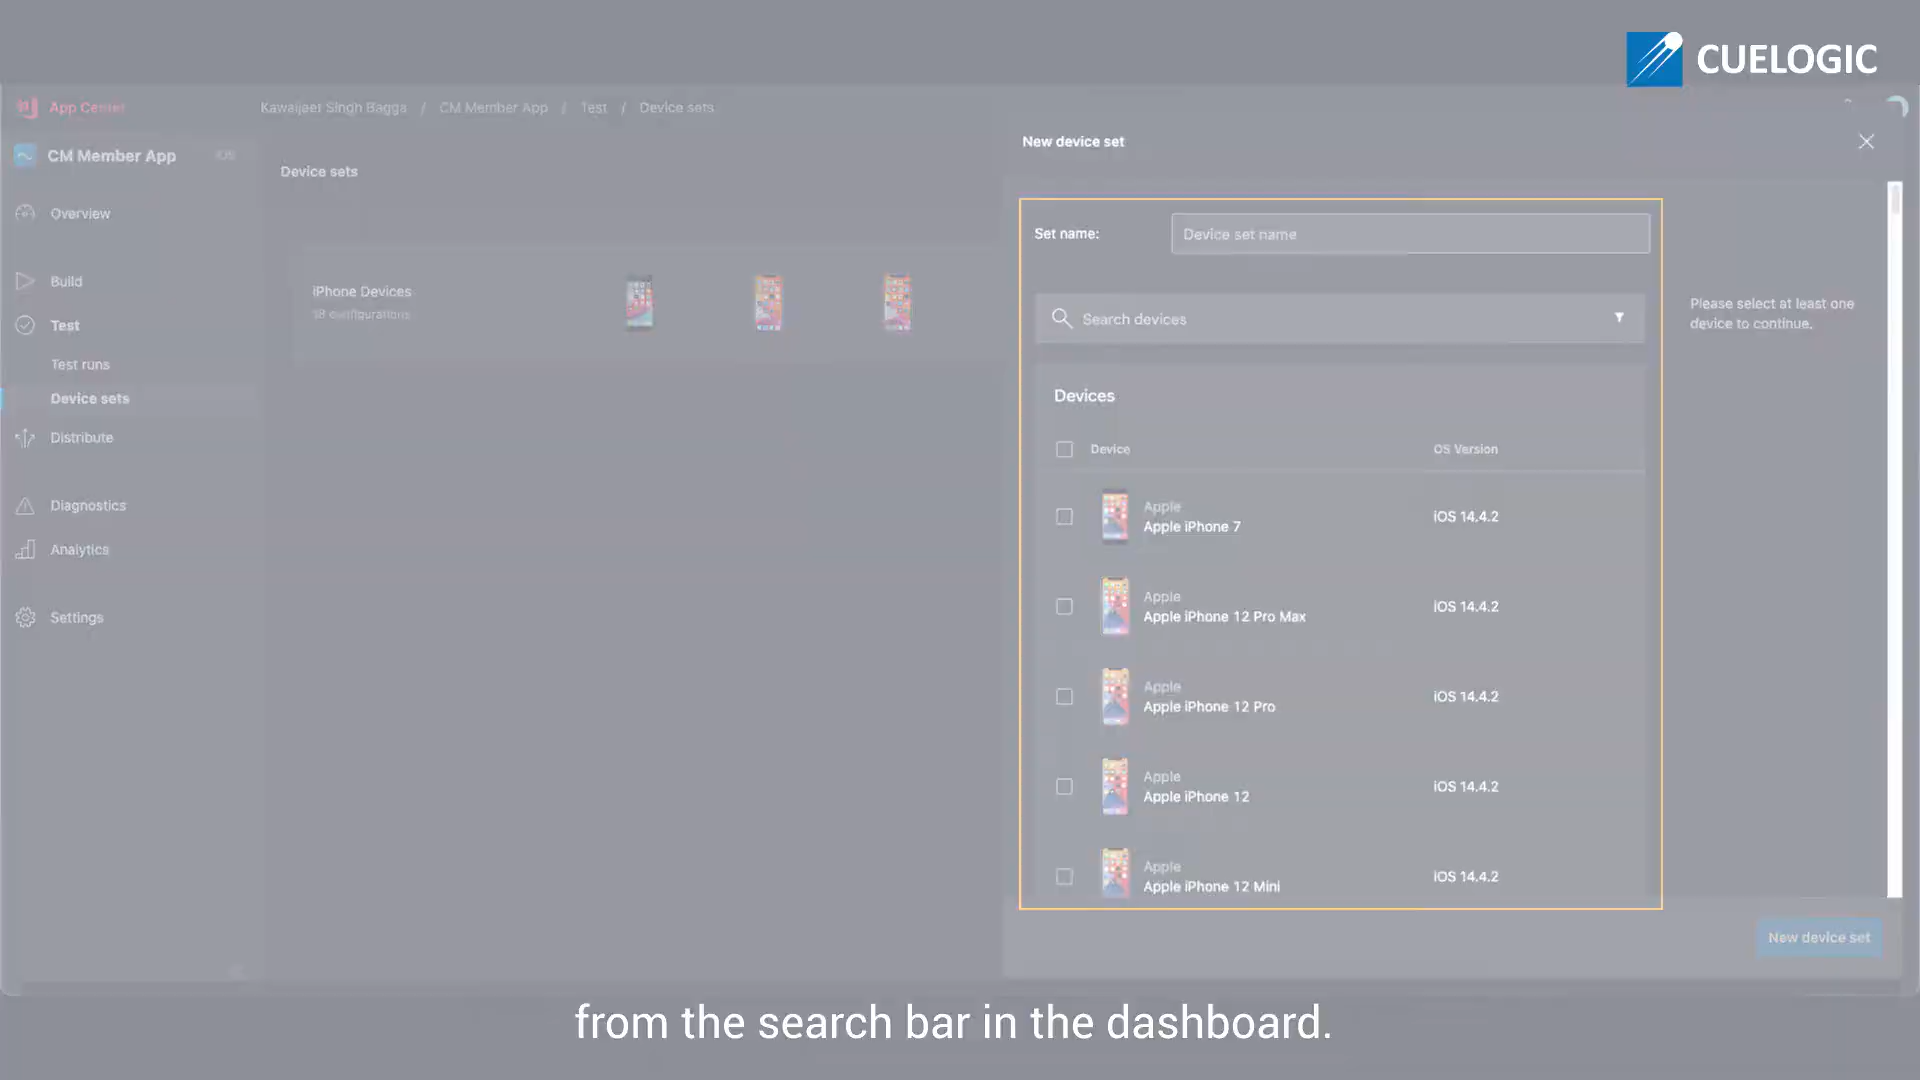 CUELOGIC
App Center
Kawaljeet Singh Bagga / CM Member App / Test / Device sets
New device set
CM Member App iOS
Device sets
Overview
Set name: Device set name
Build
iPhone Devices
18 configurations
Please select at least one
device to continue.
Search devices
Test
Test runs
Device sets
Devices
Distribute
Device OS Version
Diagnostics
Apple
Apple iPhone 7 iOS 14.4.2
Analytics
Apple
Apple iPhone 12 Pro Max iOS 14.4.2
Settings
Apple
Apple iPhone 12 Pro iOS 14.4.2
Apple
Apple iPhone 12 iOS 14.4.2
Apple
Apple iPhone 12 Mini iOS 14.4.2
New device set
from the search bar in the dashboard.